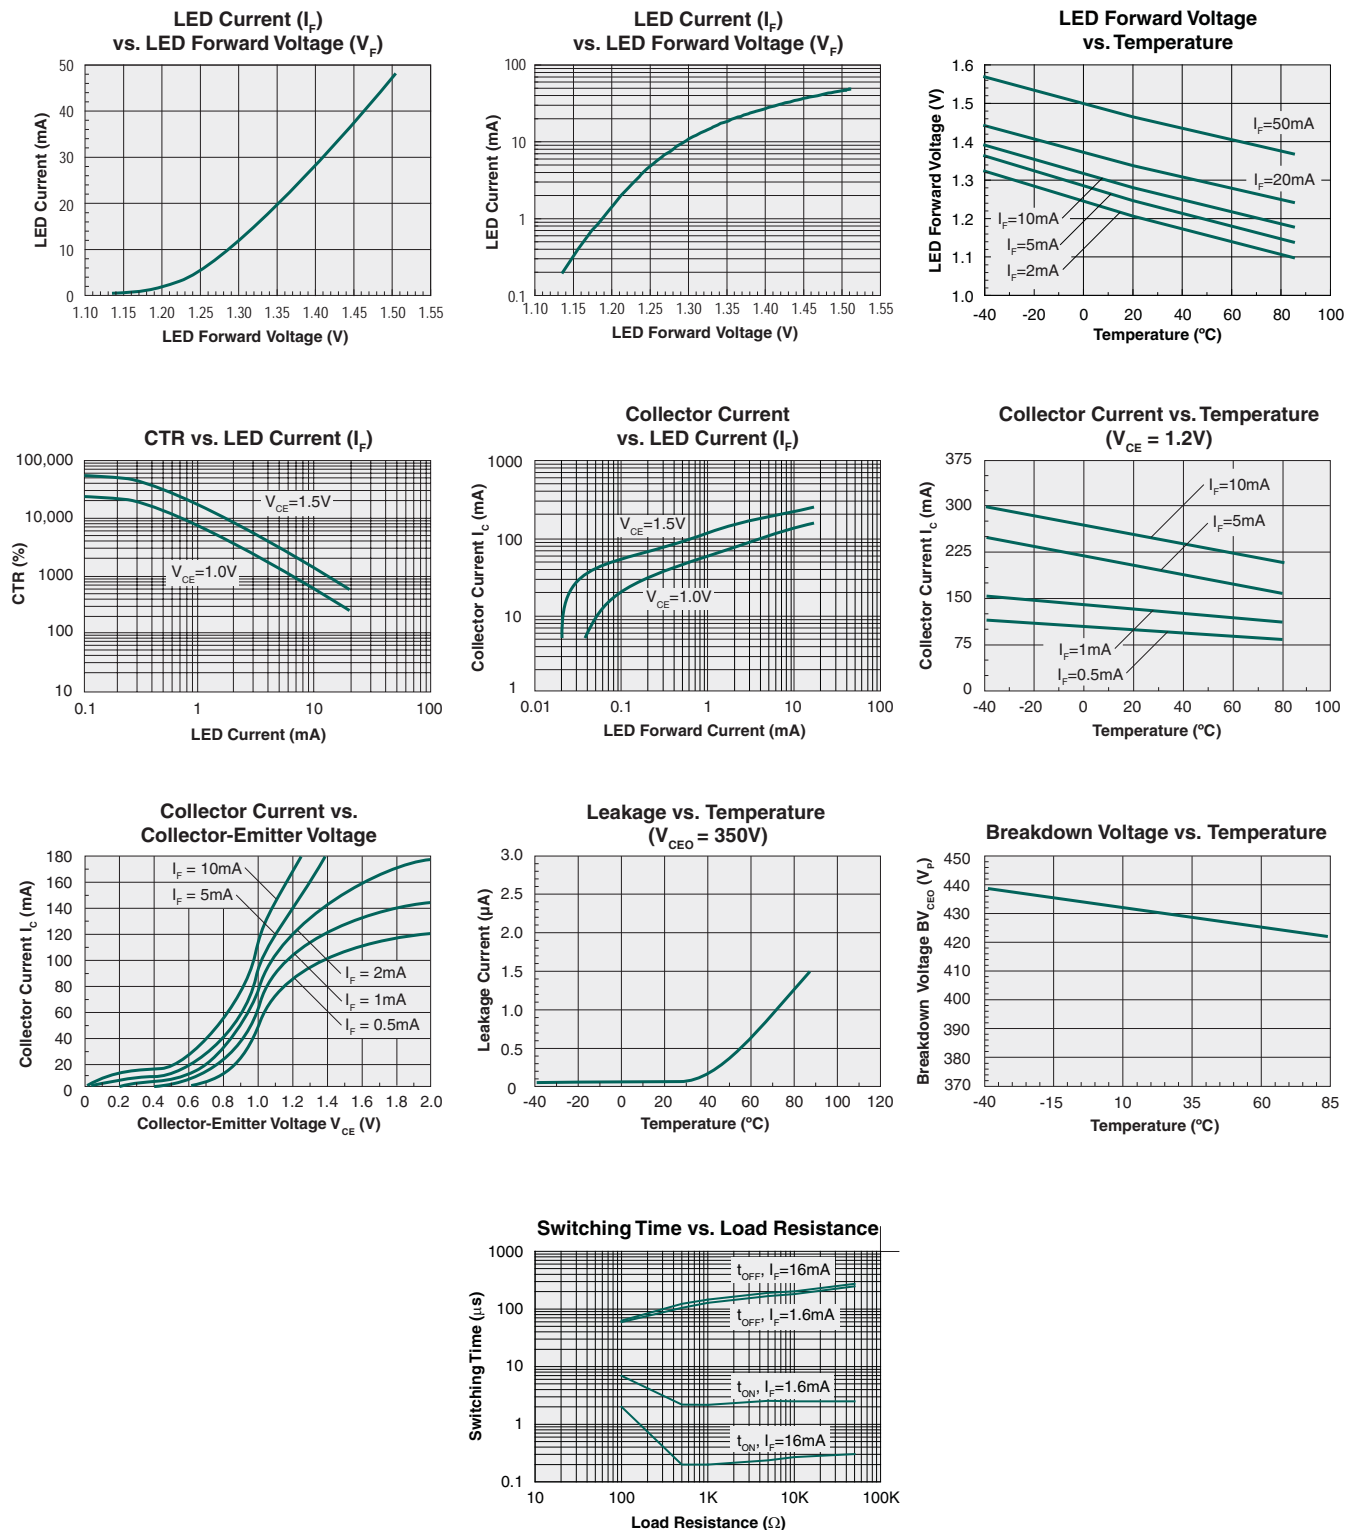 LED Current (IF)
vs. LED Forward Voltage (VF)
50
40
30
20
10
0
LED Current (mA)
1.10 1.15 1.20 1.25 1.30 1.35 1.40 1.45 1.50 1.55
LED Forward Voltage (V)
LED Current (IF)
vs. LED Forward Voltage (VF)
100
10
1
0.1
LED Current (mA)
1.10 1.15 1.20 1.25 1.30 1.35 1.40 1.45 1.50 1.55
LED Forward Voltage (V)
LED Forward Voltage
vs. Temperature
1.6
1.5
1.4
1.3
1.2
1.1
1.0
LED Forward Voltage (V)
IF=50mA
IF=20mA
IF=10mA
IF=5mA
IF=2mA
-40 -20 0 20 40 60 80 100
Temperature (ºC)
CTR vs. LED Current (IF)
100,000
10,000
1000
100
10
CTR (%)
VCE=1.5V
VCE=1.0V
0.1 1 10 100
LED Current (mA)
Collector Current
vs. LED Current (IF)
1000
100
10
1
Collector Current IC (mA)
VCE=1.5V
VCE=1.0V
0.01 0.1 1 10 100
LED Forward Current (mA)
Collector Current vs. Temperature
(VCE = 1.2V)
375
300
225
150
75
0
Collector Current IC (mA)
IF=10mA
IF=5mA
IF=1mA
IF=0.5mA
-40 -20 0 20 40 60 80 100
Temperature (ºC)
Collector Current vs.
Collector-Emitter Voltage
180
160
140
120
100
80
60
40
20
0
Collector Current IC (mA)
IF = 10mA
IF = 5mA
IF = 2mA
IF = 1mA
IF = 0.5mA
0 0.2 0.4 0.6 0.8 1.0 1.2 1.4 1.6 1.8 2.0
Collector-Emitter Voltage VCE (V)
Leakage vs. Temperature
(VCEO = 350V)
3.0
2.5
2.0
1.5
1.0
0.5
0
Leakage Current (µA)
-40 -20 0 20 40 60 80 100 120
Temperature (ºC)
Breakdown Voltage vs. Temperature
450
440
430
420
410
400
390
380
370
Breakdown Voltage BVCEO (VP)
-40 -15 10 35 60 85
Temperature (ºC)
Switching Time vs. Load Resistance
1000
100
10
1
0.1
Switching Time (µs)
tOFF, IF=16mA
tOFF, IF=1.6mA
tON, IF=1.6mA
tON, IF=16mA
10 100 1K 10K 100K
Load Resistance (Ω)